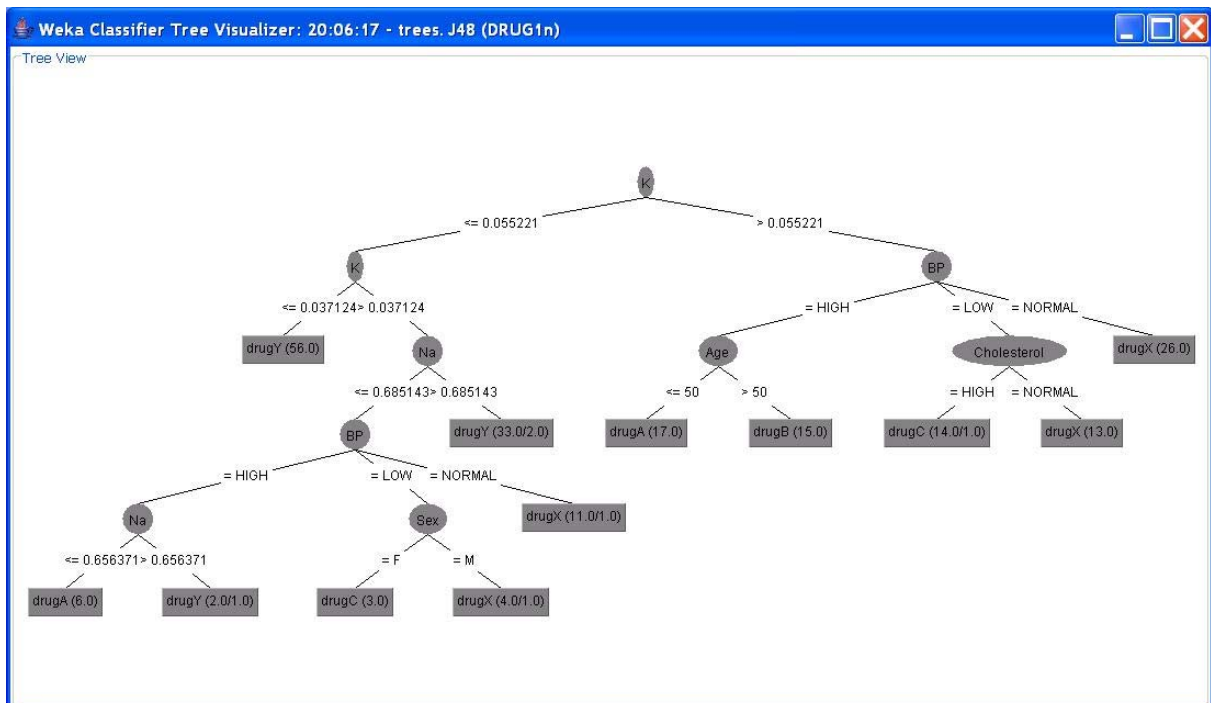 Weka Classifier Tree Visualizer: 20:06:17 - trees. J48 (DRUG1n)
Tree View
K
<= 0.055221 > 0.055221
K BP
<= 0.037124> 0.037124 = HIGH = LOW = NORMAL
drugY (56.0) Na Age Cholesterol drugX (26.0)
<= 0.685143> 0.685143 <= 50 > 50 = HIGH = NORMAL
BP drugY (33.0/2.0) drugA (17.0) drugB (15.0) drugC (14.0/1.0) drugX (13.0)
= HIGH = LOW = NORMAL
Na Sex drugX (11.0/1.0)
<= 0.656371> 0.656371 = F = M
drugA (6.0) drugY (2.0/1.0) drugC (3.0) drugX (4.0/1.0)